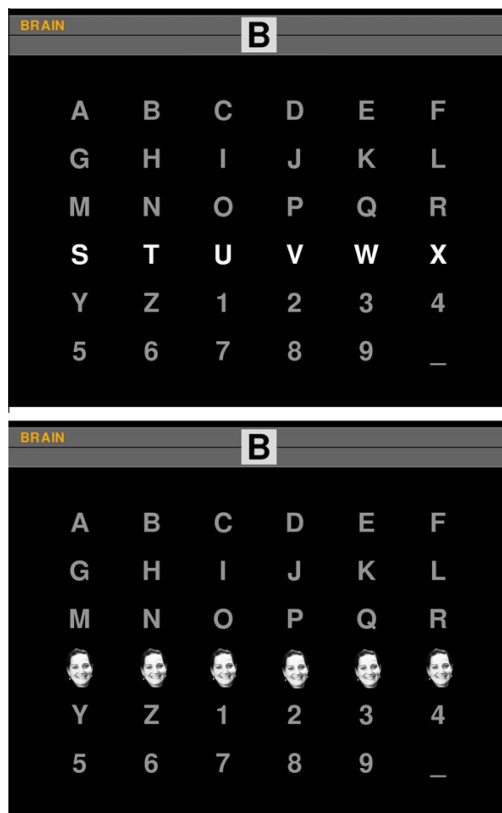 BRAIN
B
A B C D E F
G H I J K L
M N O P Q R
S T U V W X
Y Z 1 2 3 4
5 6 7 8 9 _
BRAIN
B
A B C D E F
G H I J K L
M N O P Q R
Y Z 1 2 3 4
5 6 7 8 9 _